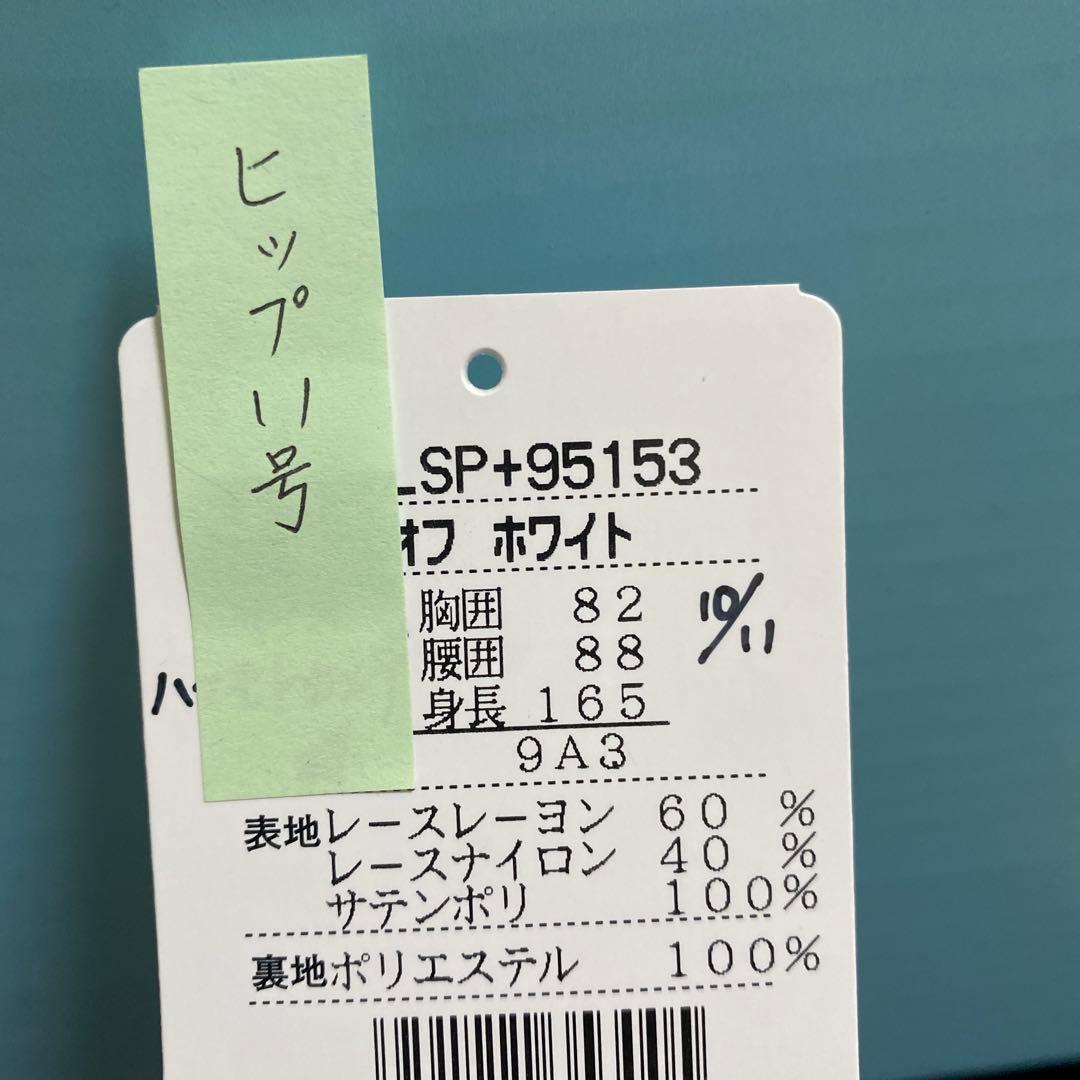 ヒップ11号
LSP+95153
オフ ホワイト
胸囲 82
10/11
腰囲 88
身長 165
9A3
表地 レースレーヨン 60 %
レースナイロン 40 %
サテンポリ 100%
裏地 ポリエステル 100%